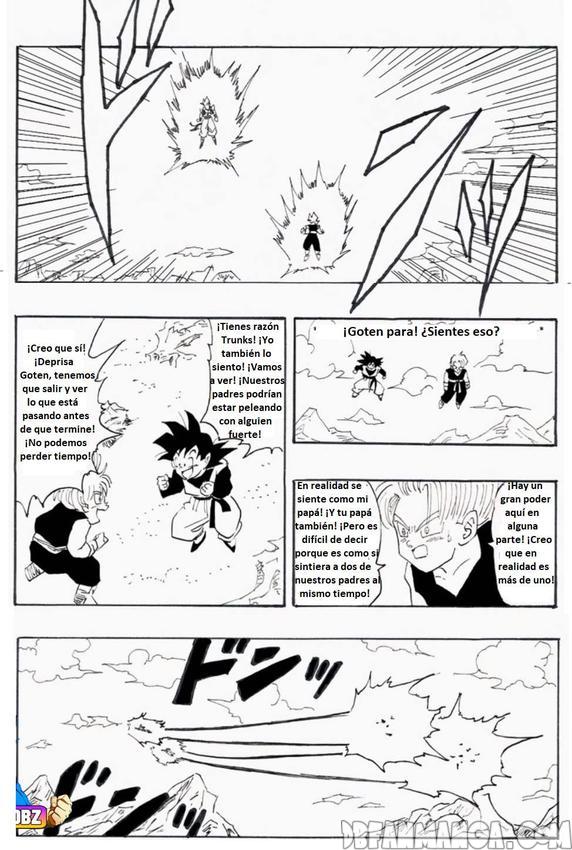 ¡Goten para! ¿Sientes eso?
¡Hay un
gran poder
aquí en
alguna
parte! ¡Creo
que en
realidad es
más de uno!
En realidad se
siente como mi
papá! ¡Y tu papá
también! ¡Pero es
difícil de decir
porque es como si
sintiera a dos de
nuestros padres al
mismo tiempo!
¡Tienes razón
Trunks! ¡Yo
también lo
siento! ¡Vamos
a ver! ¡Nuestros
padres podrían
estar peleando
con alguien
fuerte!
¡Creo que sí!
¡Deprisa
Goten, tenemos
que salir y ver
lo que está
pasando antes
de que termine!
¡No podemos
perder tiempo!
ドンッ
ドンッ
DBZ
DBFANMANGA.COM